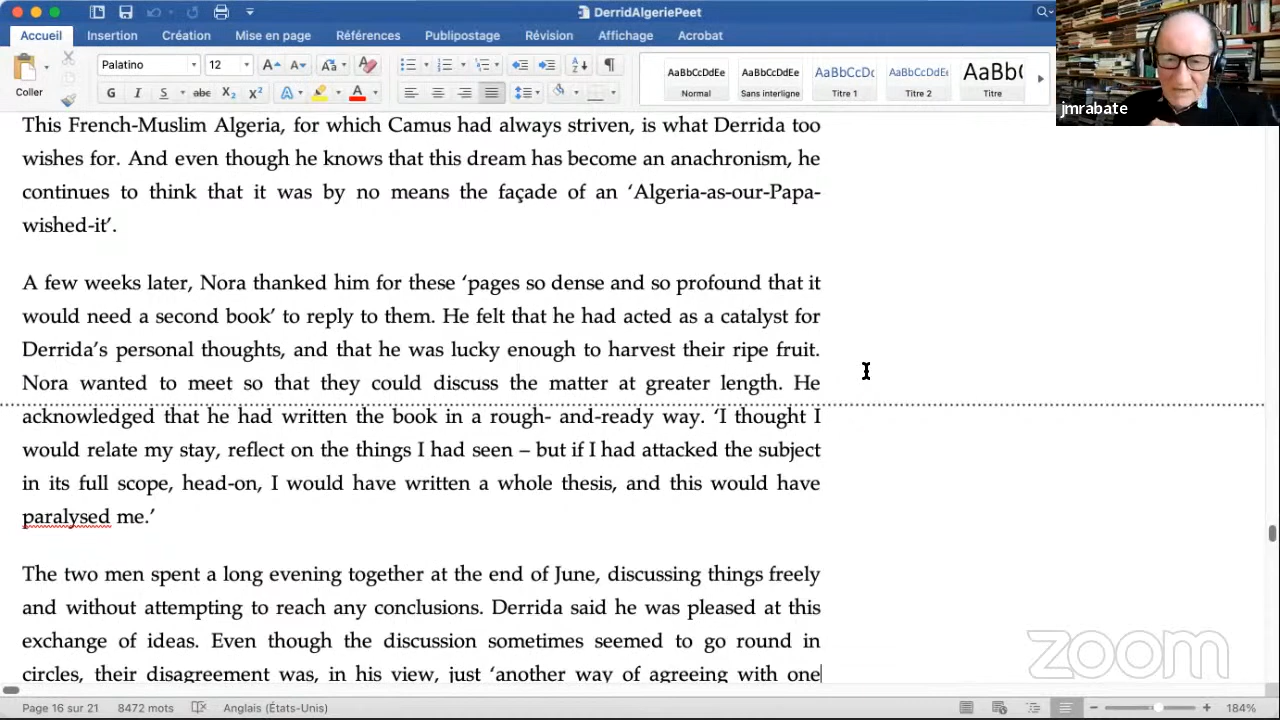 DerridAlgeriePeet
Accueil Insertion Création Mise en page Références Publipostage Révision Affichage Acrobat
Palatino 12
Coller
G I S abc X₂ X² A A
AaBbCcDdEe AaBbCcDdEe AaBbCcDc AaBbCcDdEe AaBb(
Normal Sans interligne Titre 1 Titre 2 Titre
jmrabate
This French-Muslim Algeria, for which Camus had always striven, is what Derrida too
wishes for. And even though he knows that this dream has become an anachronism, he
continues to think that it was by no means the façade of an ‘Algeria-as-our-Papa-
wished-it’.
A few weeks later, Nora thanked him for these ‘pages so dense and so profound that it
would need a second book’ to reply to them. He felt that he had acted as a catalyst for
Derrida’s personal thoughts, and that he was lucky enough to harvest their ripe fruit.
Nora wanted to meet so that they could discuss the matter at greater length. He
acknowledged that he had written the book in a rough- and-ready way. ‘I thought I
would relate my stay, reflect on the things I had seen – but if I had attacked the subject
in its full scope, head-on, I would have written a whole thesis, and this would have
paralysed me.’
The two men spent a long evening together at the end of June, discussing things freely
and without attempting to reach any conclusions. Derrida said he was pleased at this
exchange of ideas. Even though the discussion sometimes seemed to go round in
circles, their disagreement was, in his view, just ‘another way of agreeing with one
zoom
Page 16 sur 21 8472 mots Anglais (États-Unis) 184%